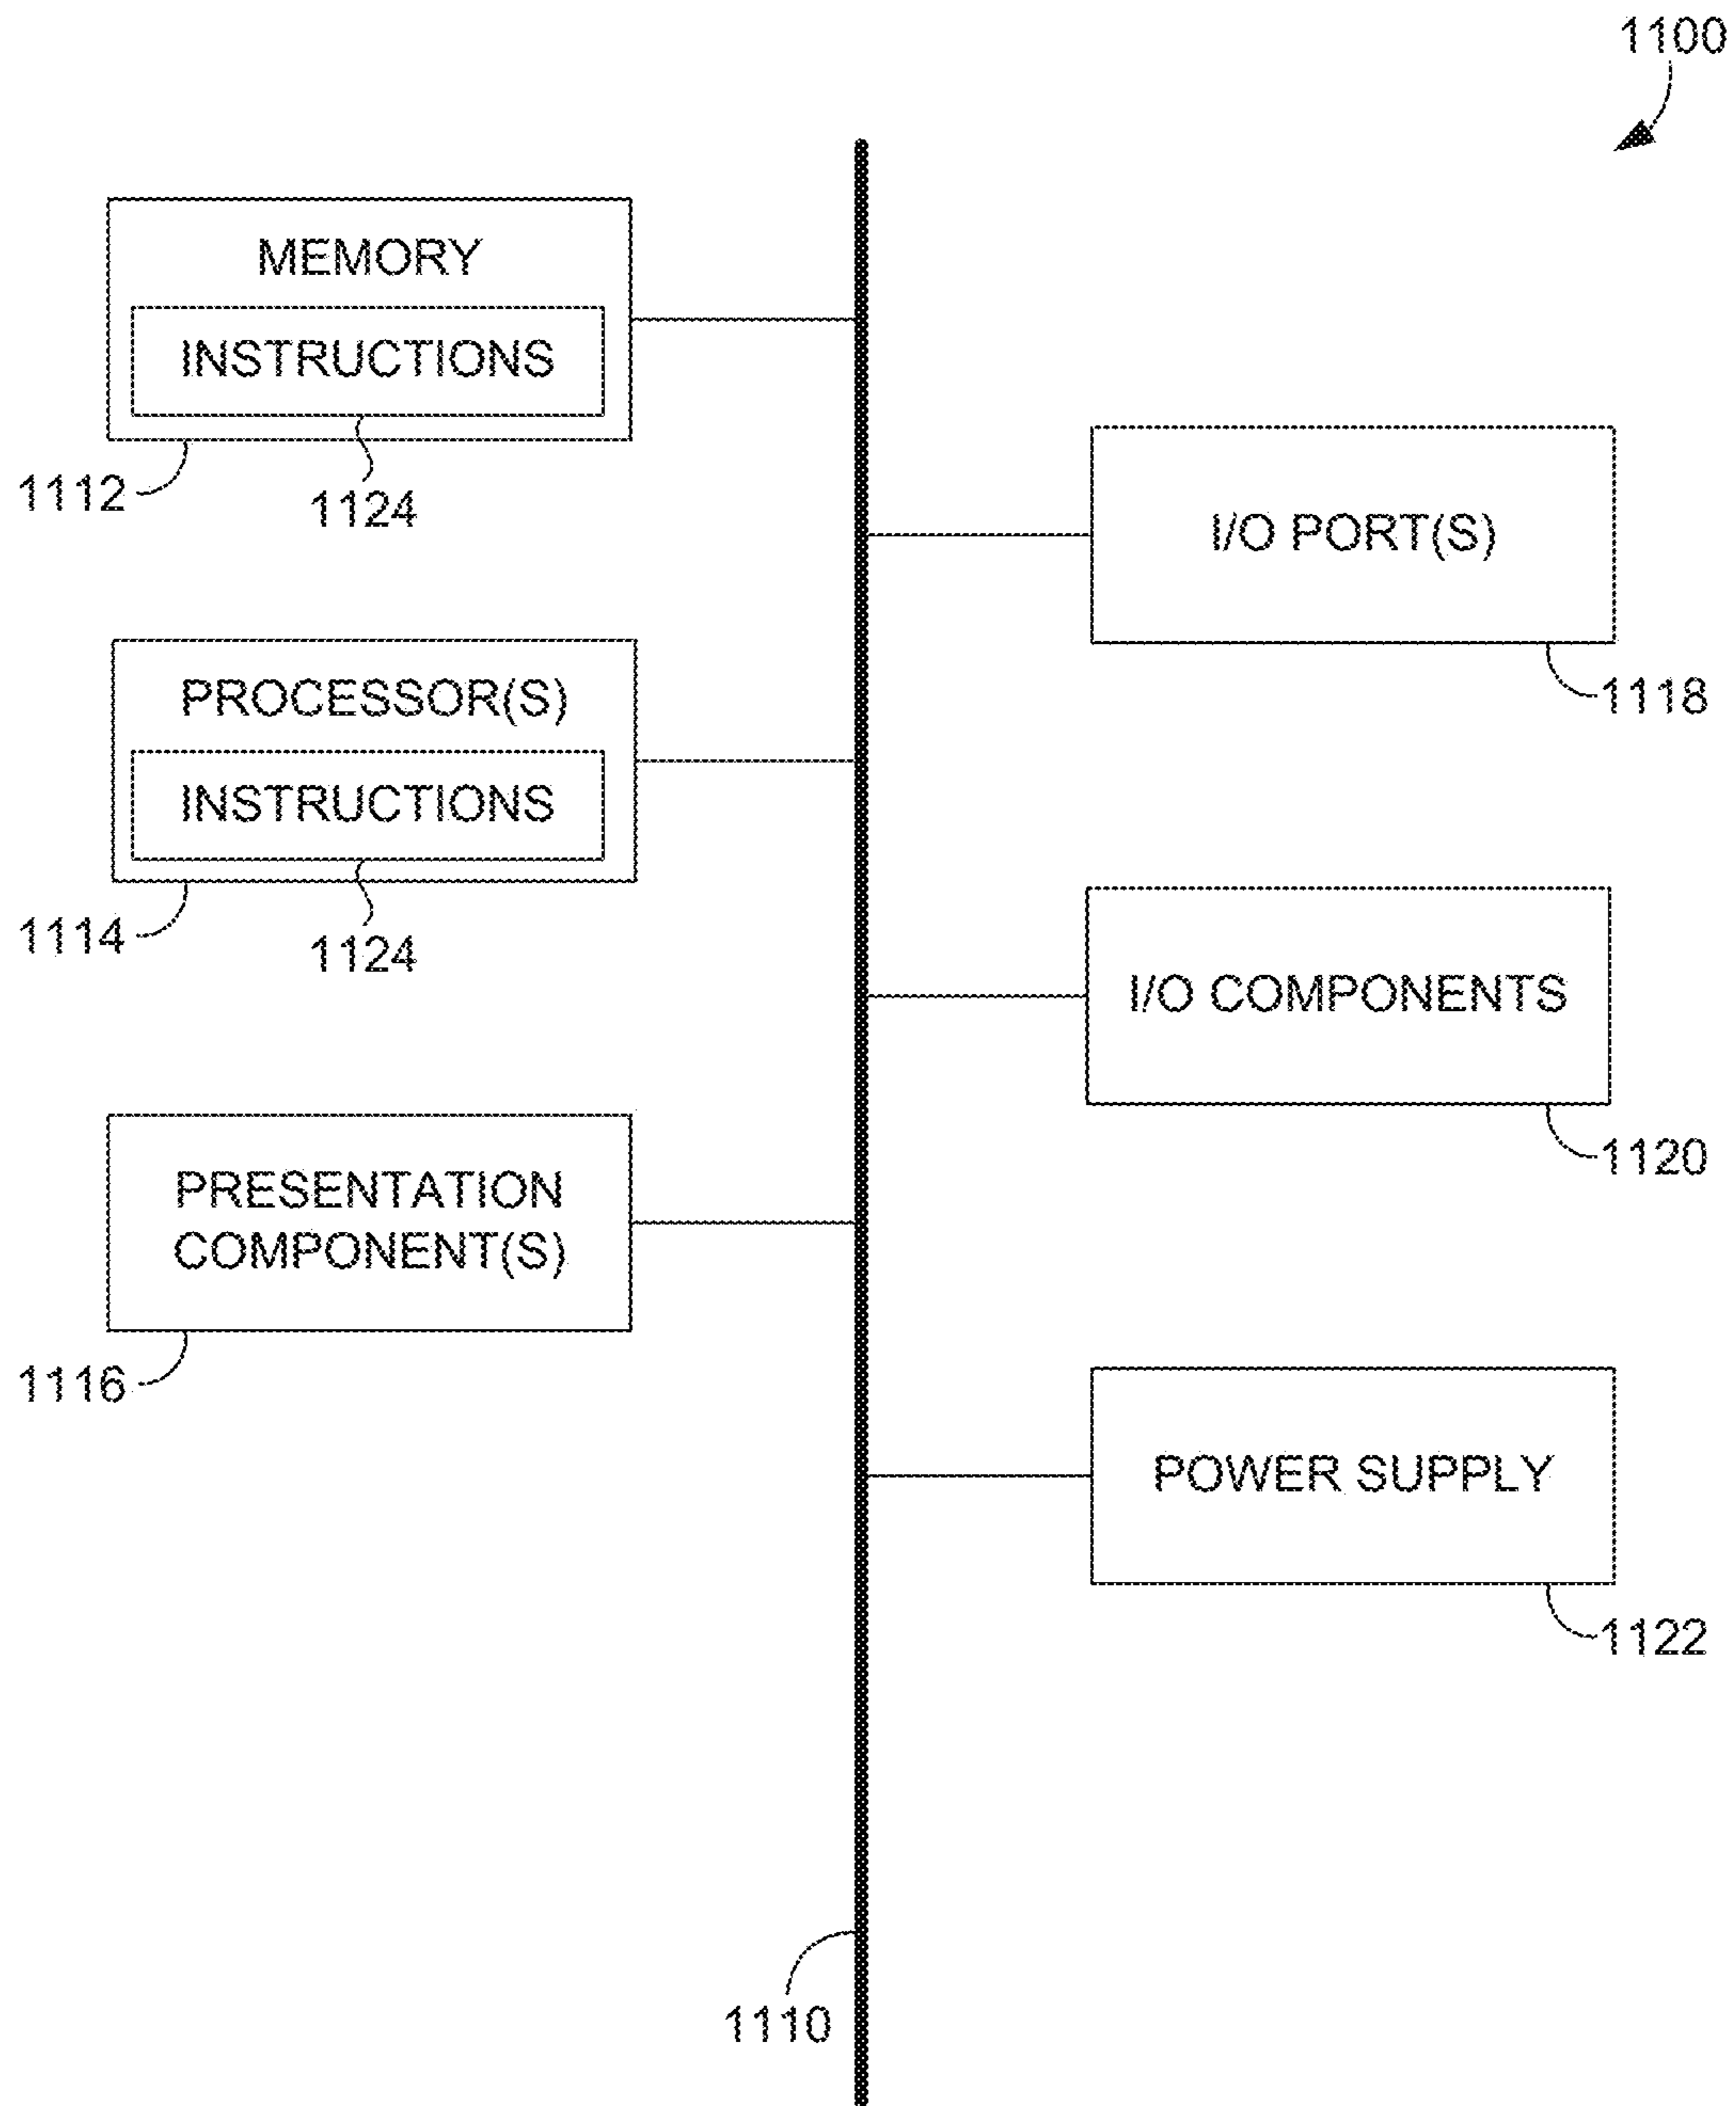 1100
MEMORY
INSTRUCTIONS
1112
1124
I/O PORT(S)
1118
PROCESSOR(S)
INSTRUCTIONS
1114
1124
I/O COMPONENTS
1120
PRESENTATION
COMPONENT(S)
1116
POWER SUPPLY
1122
1110